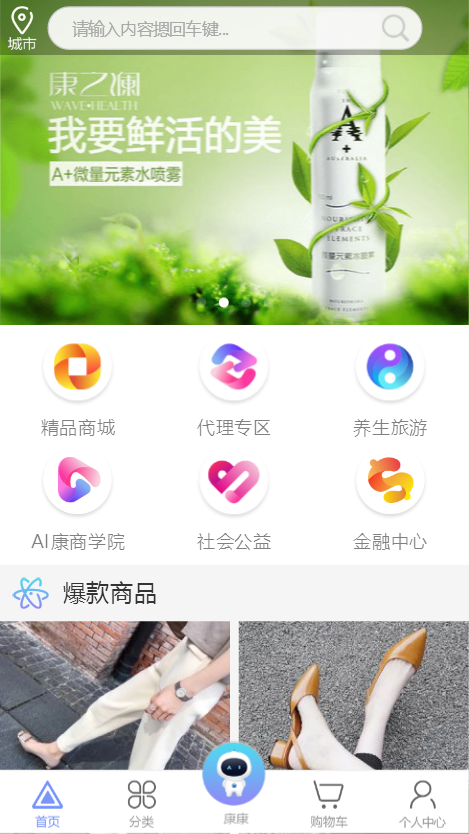 城市
请输入内容摁回车键...
康之澜
WAVE·HEALTH
我要鲜活的美
A+微量元素水喷雾
A
+
AUSTRALIA
NOURISHING
TRACE
ELEMENTS
微量元素水喷雾
精品商城
代理专区
养生旅游
AI康商学院
社会公益
金融中心
爆款商品
A I
首页
分类
康康
购物车
个人中心